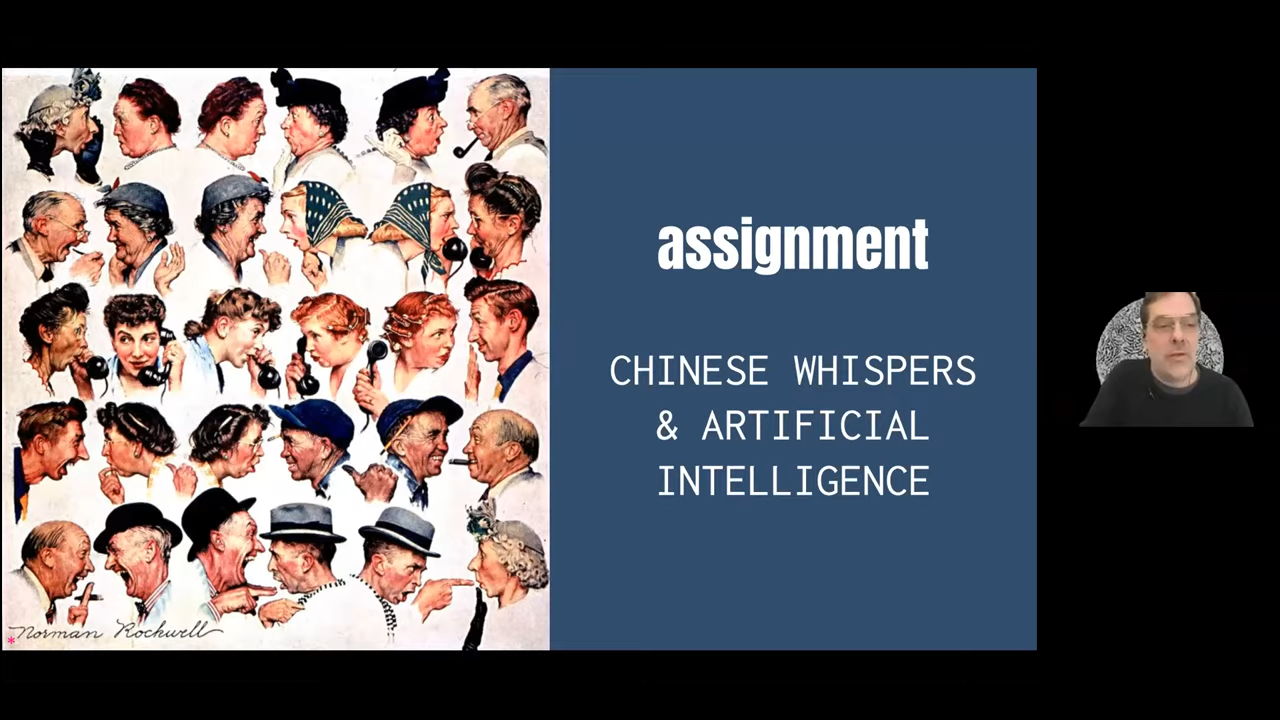 assignment
CHINESE WHISPERS
& ARTIFICIAL
INTELLIGENCE
*Norman Rockwell